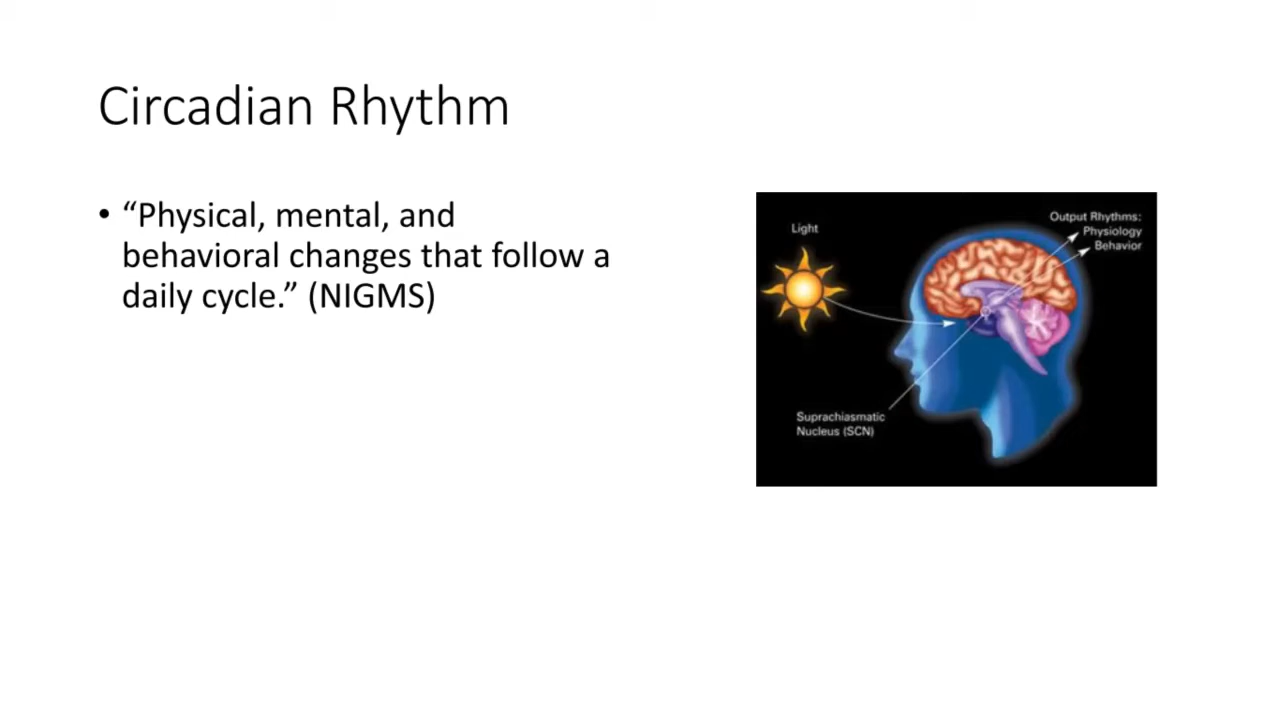 Circadian Rhythm
• “Physical, mental, and
behavioral changes that follow a
daily cycle.” (NIGMS)
Light
Output Rhythms:
Physiology
Behavior
Suprachiasmatic
Nucleus (SCN)